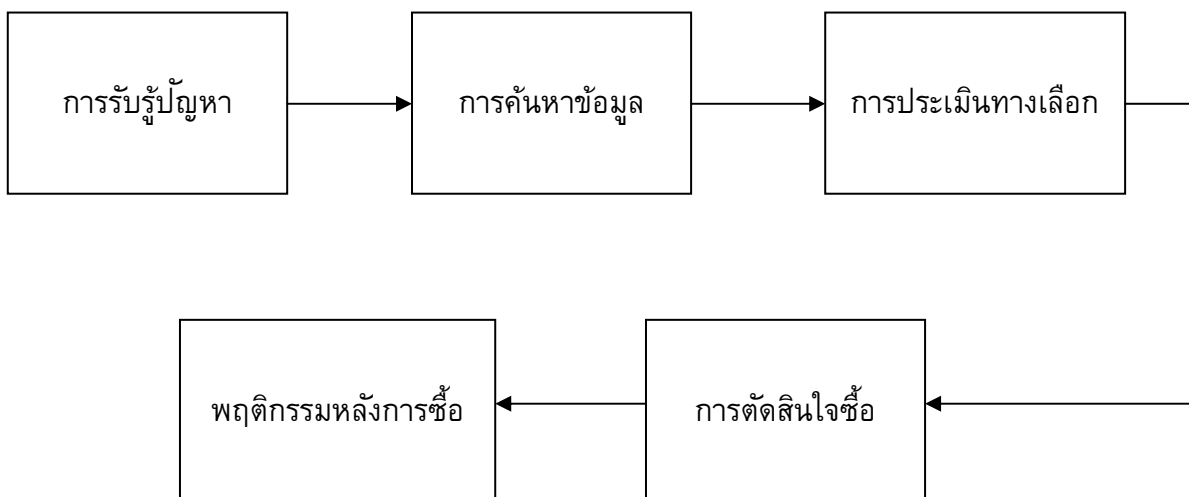 การรับรู้ปัญหา
การค้นหาข้อมูล
การประเมินทางเลือก
การตัดสินใจซื้อ
พฤติกรรมหลังการซื้อ